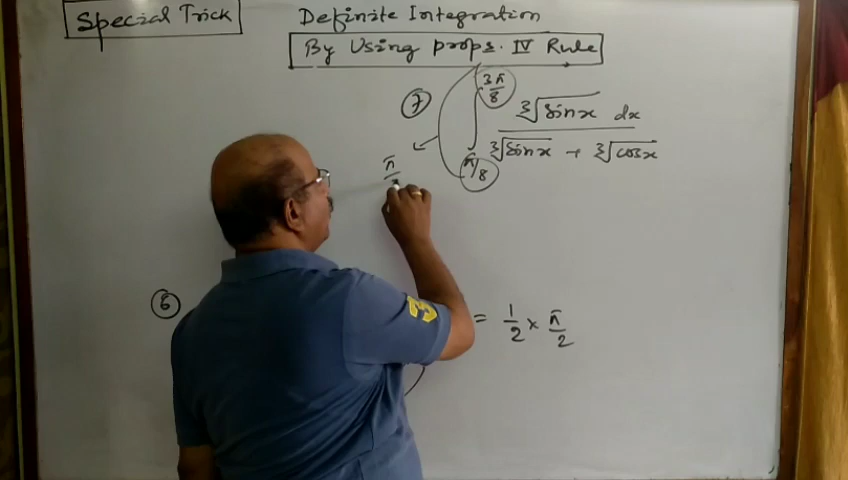 Special Trick
Definite Integration
By Using props. IV Rule
⑦ ∫_{π/8}^{3π/8} ∛sinx dx / (∛sinx + ∛cosx)
π
⑥
= 1/2 × π/2
3